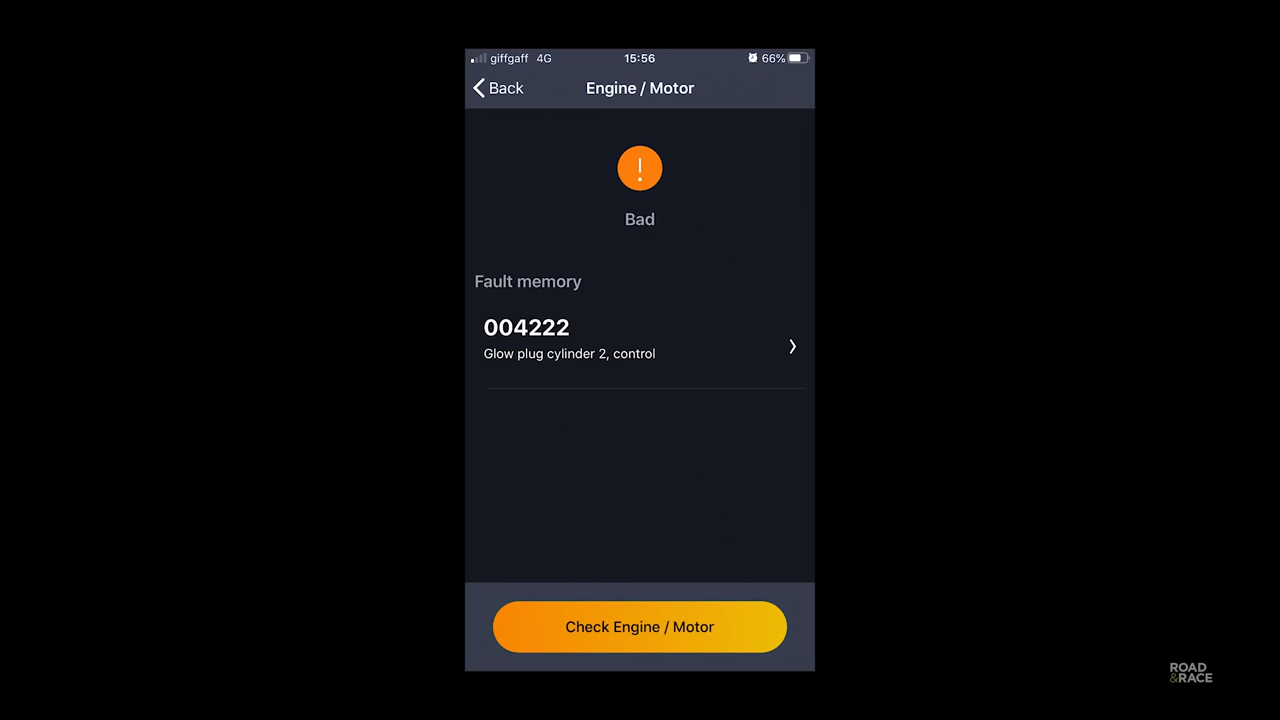 giffgaff 4G 15:56 66%
Back Engine / Motor
!
Bad
Fault memory
004222
Glow plug cylinder 2, control
Check Engine / Motor
ROAD
&RACE